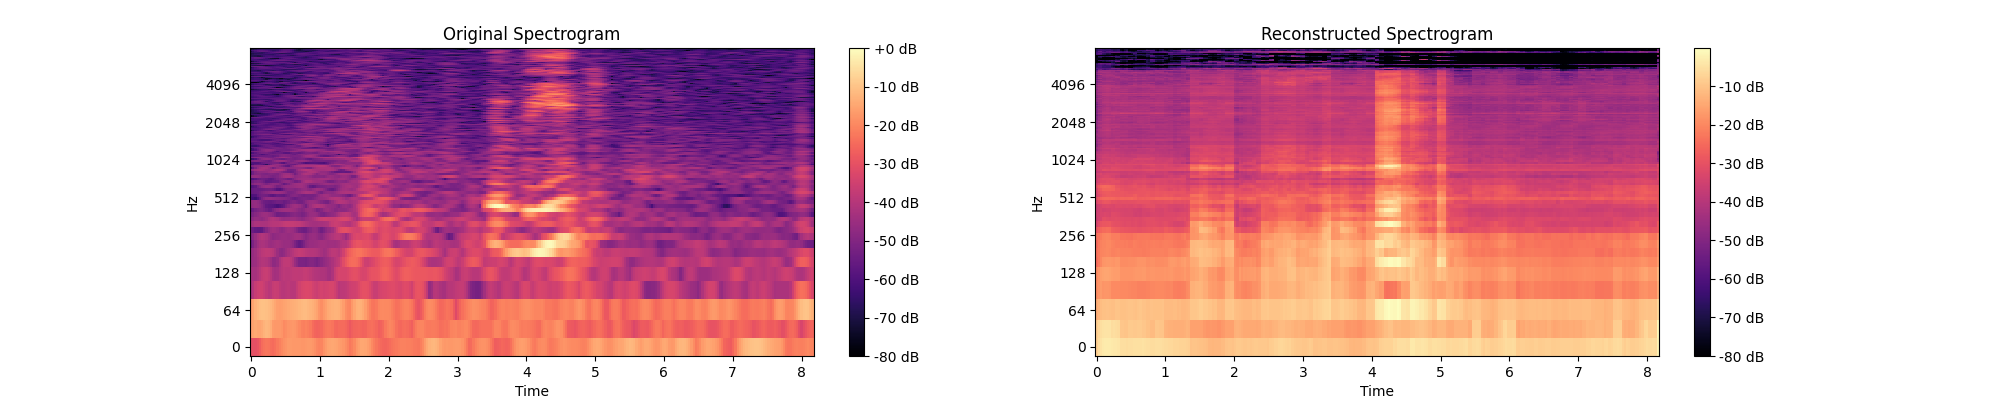 Original Spectrogram
Hz
4096
2048
1024
512
256
128
64
0
0 1 2 3 4 5 6 7 8
Time
+0 dB
-10 dB
-20 dB
-30 dB
-40 dB
-50 dB
-60 dB
-70 dB
-80 dB
Reconstructed Spectrogram
Hz
4096
2048
1024
512
256
128
64
0
0 1 2 3 4 5 6 7 8
Time
-10 dB
-20 dB
-30 dB
-40 dB
-50 dB
-60 dB
-70 dB
-80 dB